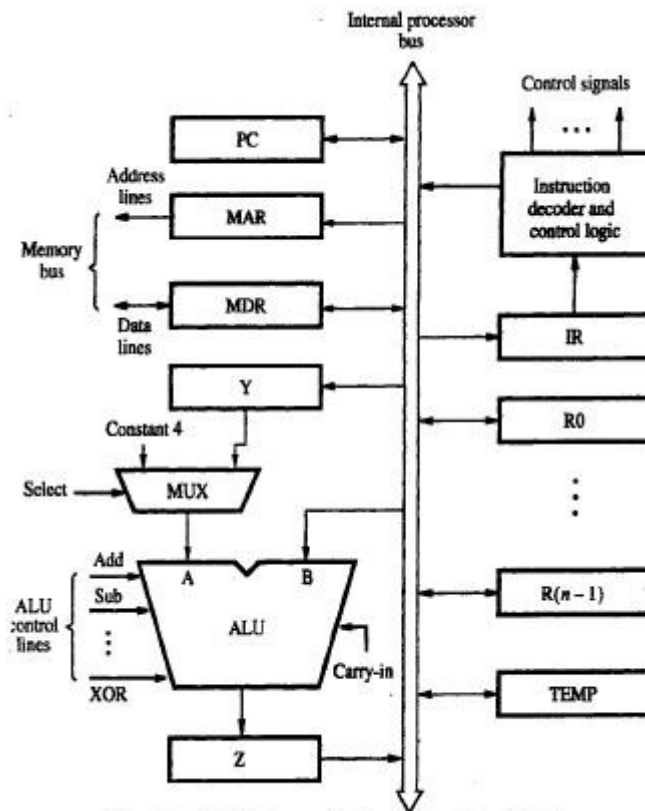 Internal processor
bus
Control signals
...
PC
Address
lines
MAR
Instruction
decoder and
control logic
Memory
bus
MDR
Data
lines
IR
Y
Constant 4
R0
Select
MUX
Add
A
B
Sub
R(n – 1)
ALU
control
lines
ALU
Carry-in
XOR
TEMP
Z